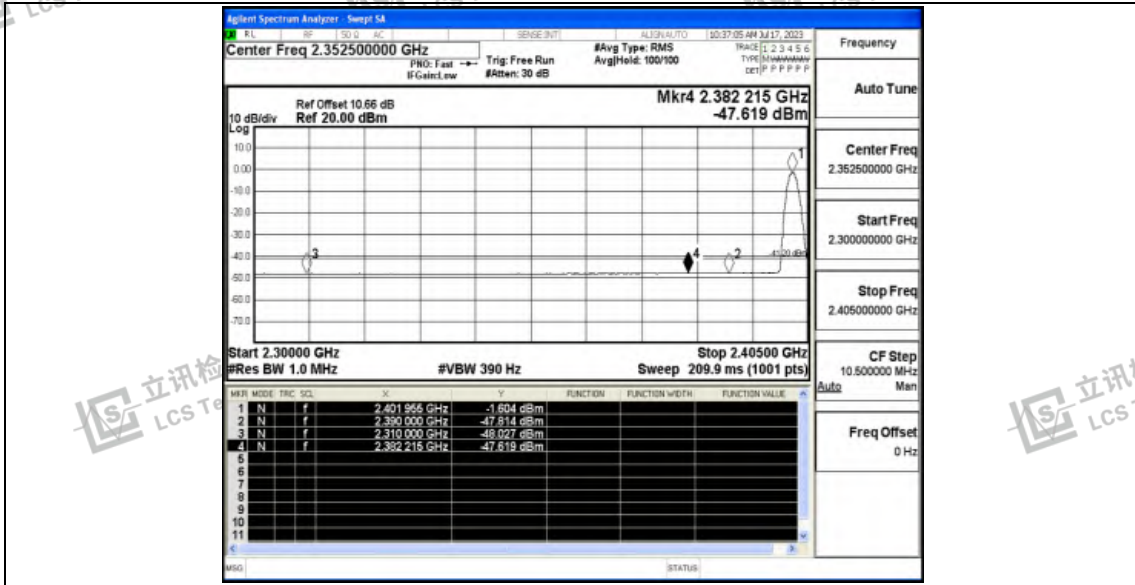 Agilent Spectrum Analyzer - Swept SA
RL RF 50 Ω AC SENSE:INT ALIGNAUTO 10:37:05 AM Jul 17, 2023
Center Freq 2.352500000 GHz
PNO: Fast
IFGain:Low
Trig: Free Run
#Atten: 30 dB
#Avg Type: RMS
Avg|Hold: 100/100
TRACE 1 2 3 4 5 6
TYPE
DET P P P P P P
Frequency
Auto Tune
Mkr4 2.382 215 GHz
-47.619 dBm
Ref Offset 10.66 dB
10 dB/div Ref 20.00 dBm
Log
10.0
0.00
-10.0
-20.0
-30.0
-40.0
-50.0
-60.0
-70.0
1
3
4
2
-41.20 dBm
Center Freq
2.352500000 GHz
Start Freq
2.300000000 GHz
Stop Freq
2.405000000 GHz
Start 2.30000 GHz Stop 2.40500 GHz
#Res BW 1.0 MHz #VBW 390 Hz Sweep 209.9 ms (1001 pts)
CF Step
10.500000 MHz
Auto Man
MKR MODE TRC SCL X Y FUNCTION FUNCTION WIDTH FUNCTION VALUE
1 N f 2.401 955 GHz -1.604 dBm
2 N f 2.390 000 GHz -47.814 dBm
3 N f 2.310 000 GHz -48.027 dBm
4 N f 2.382 215 GHz -47.619 dBm
5
6
7
8
9
10
11
Freq Offset
0 Hz
MSG STATUS
立讯检
LCS Te
立讯
LCS T